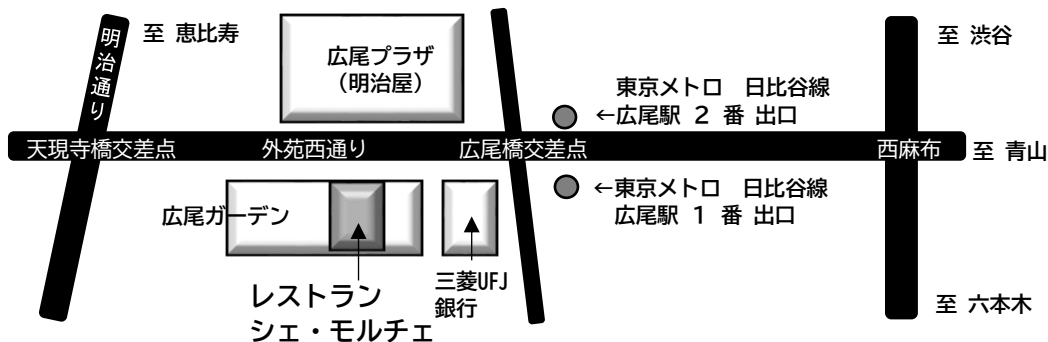 明治通り
至 恵比寿
広尾プラザ
(明治屋)
至 渋谷
東京メトロ 日比谷線
←広尾駅 2 番 出口
天現寺橋交差点
外苑西通り
広尾橋交差点
西麻布
至 青山
←東京メトロ 日比谷線
広尾駅 1 番 出口
広尾ガーデン
レストラン
シェ・モルチェ
三菱UFJ
銀行
至 六本木